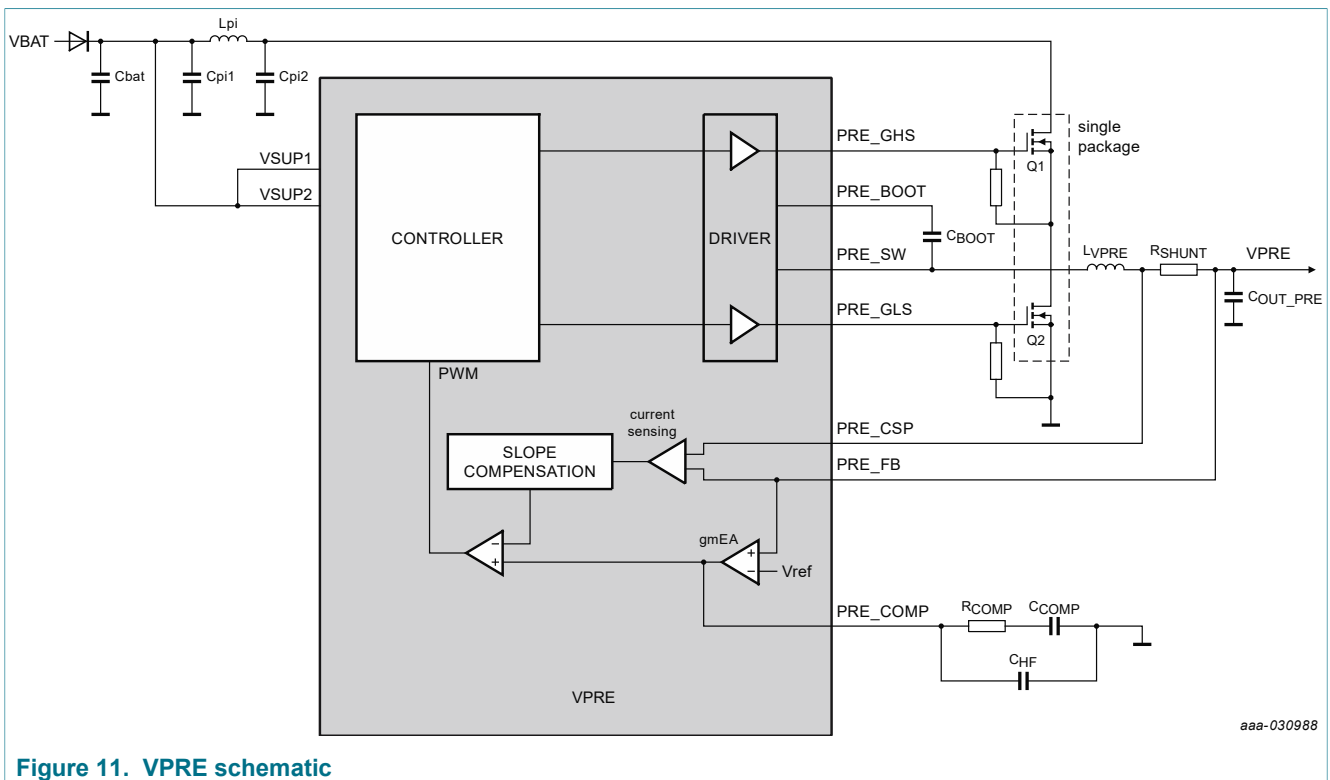 VBAT
Lpi
Cbat
Cpi1
Cpi2
VSUP1
VSUP2
CONTROLLER
PWM
DRIVER
PRE_GHS
PRE_BOOT
PRE_SW
PRE_GLS
CBOOT
single
package
Q1
Q2
LVPRE
RSHUNT
VPRE
COUT_PRE
current
sensing
SLOPE
COMPENSATION
PRE_CSP
PRE_FB
gmEA
+
−
Vref
−
+
PRE_COMP
RCOMP
CCOMP
CHF
VPRE
aaa-030988
Figure 11. VPRE schematic